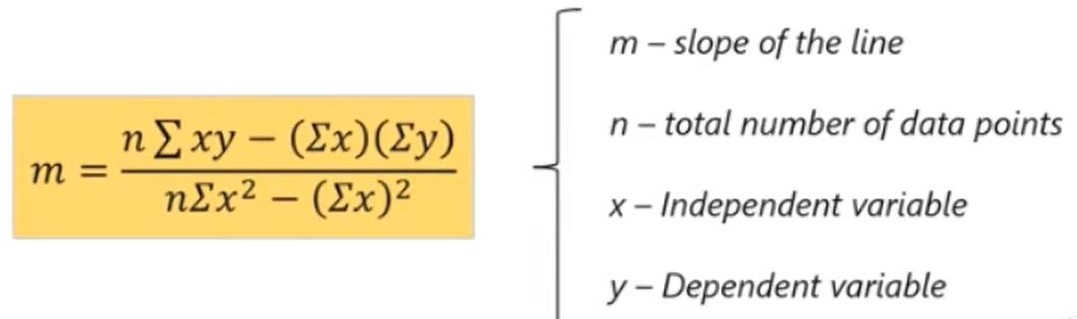 m = n ∑ xy − (Σx)(Σy) / nΣx² − (Σx)²
m – slope of the line
n – total number of data points
x – Independent variable
y – Dependent variable